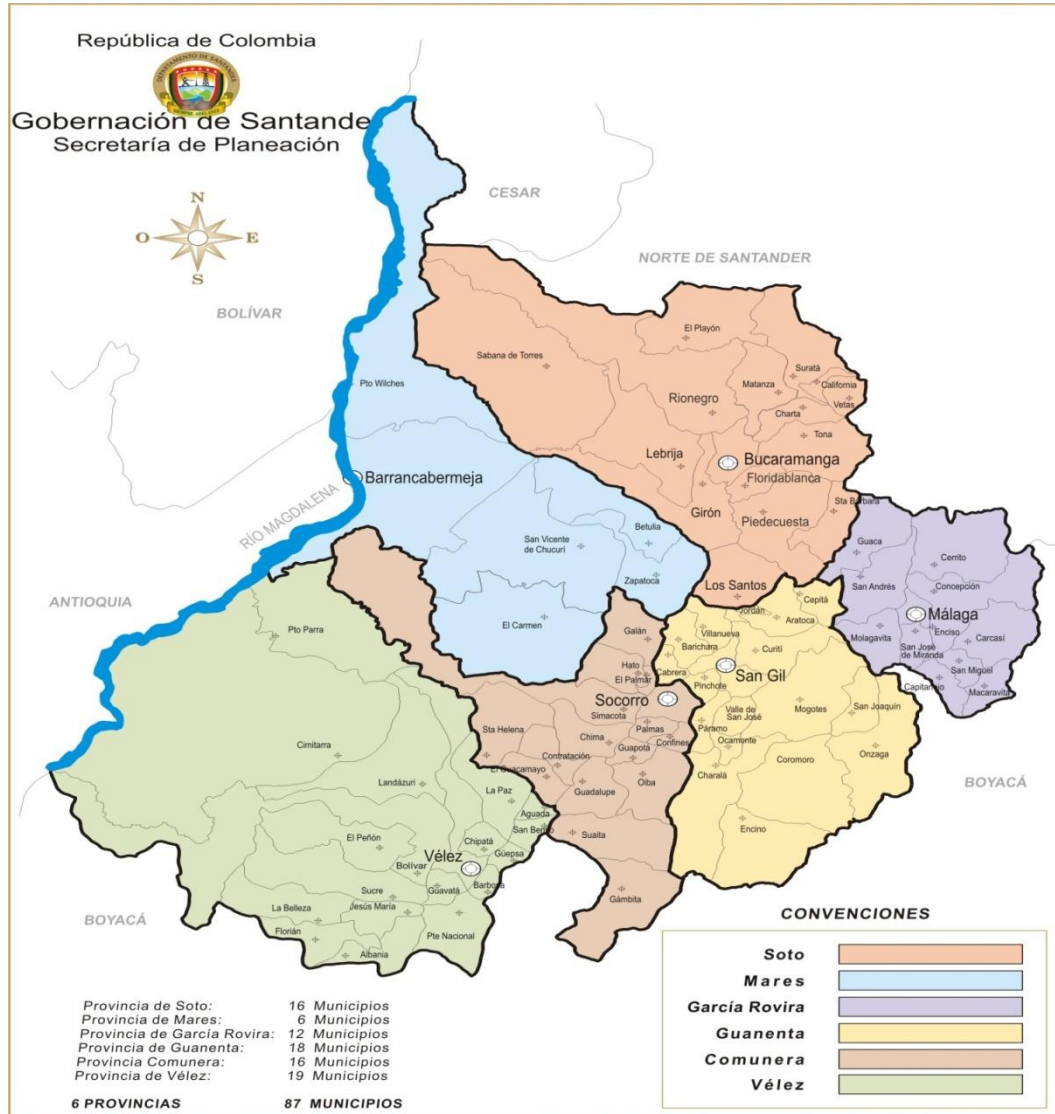 República de Colombia
DEPARTAMENTO DE SANTANDER
SIEMPRE ADELANTE
Gobernación de Santande
Secretaría de Planeación
N
O
E
S
CESAR
NORTE DE SANTANDER
BOLÍVAR
ANTIOQUIA
BOYACÁ
BOYACÁ
RÍO MAGDALENA
Pto Wilches
Barrancabermeja
San Vicente
de Chucurí
Betulia
Zapatoca
El Carmen
Sabana de Torres
El Playón
Rionegro
Matanza
Suratá
California
Vetas
Charta
Tona
Lebrija
Bucaramanga
Floridablanca
Girón
Piedecuesta
Sta Bárbara
Los Santos
Guaca
Cerrito
San Andrés
Concepción
Málaga
Molagavita
Enciso
San José
de Miranda
Carcasí
San Miguel
Capitanejo
Macaravita
Cepitá
Jordán
Aratoca
Villanueva
Barichara
Curití
Cabrera
San Gil
Pinchote
Mogotes
San Joaquín
Valle de
San José
Páramo
Ocamonte
Onzaga
Charalá
Coromoro
Encino
Galán
Hato
El Palmar
Socorro
Simacota
Palmas
Confines
Chima
Guapotá
Sta Helena
Contratación
El Guacamayo
Guadalupe
Oiba
Suaita
Gámbita
Pto Parra
Cimitarra
Landázuri
La Paz
Aguada
San Benito
El Peñón
Chipatá
Güepsa
Bolívar
Vélez
Guavatá
Barbosa
Sucre
Jesús María
La Belleza
Florián
Albania
Pte Nacional
CONVENCIONES
Soto
Mares
García Rovira
Guanenta
Comunera
Vélez
Provincia de Soto: 16 Municipios
Provincia de Mares: 6 Municipios
Provincia de García Rovira: 12 Municipios
Provincia de Guanenta: 18 Municipios
Provincia Comunera: 16 Municipios
Provincia de Vélez: 19 Municipios
6 PROVINCIAS 87 MUNICIPIOS